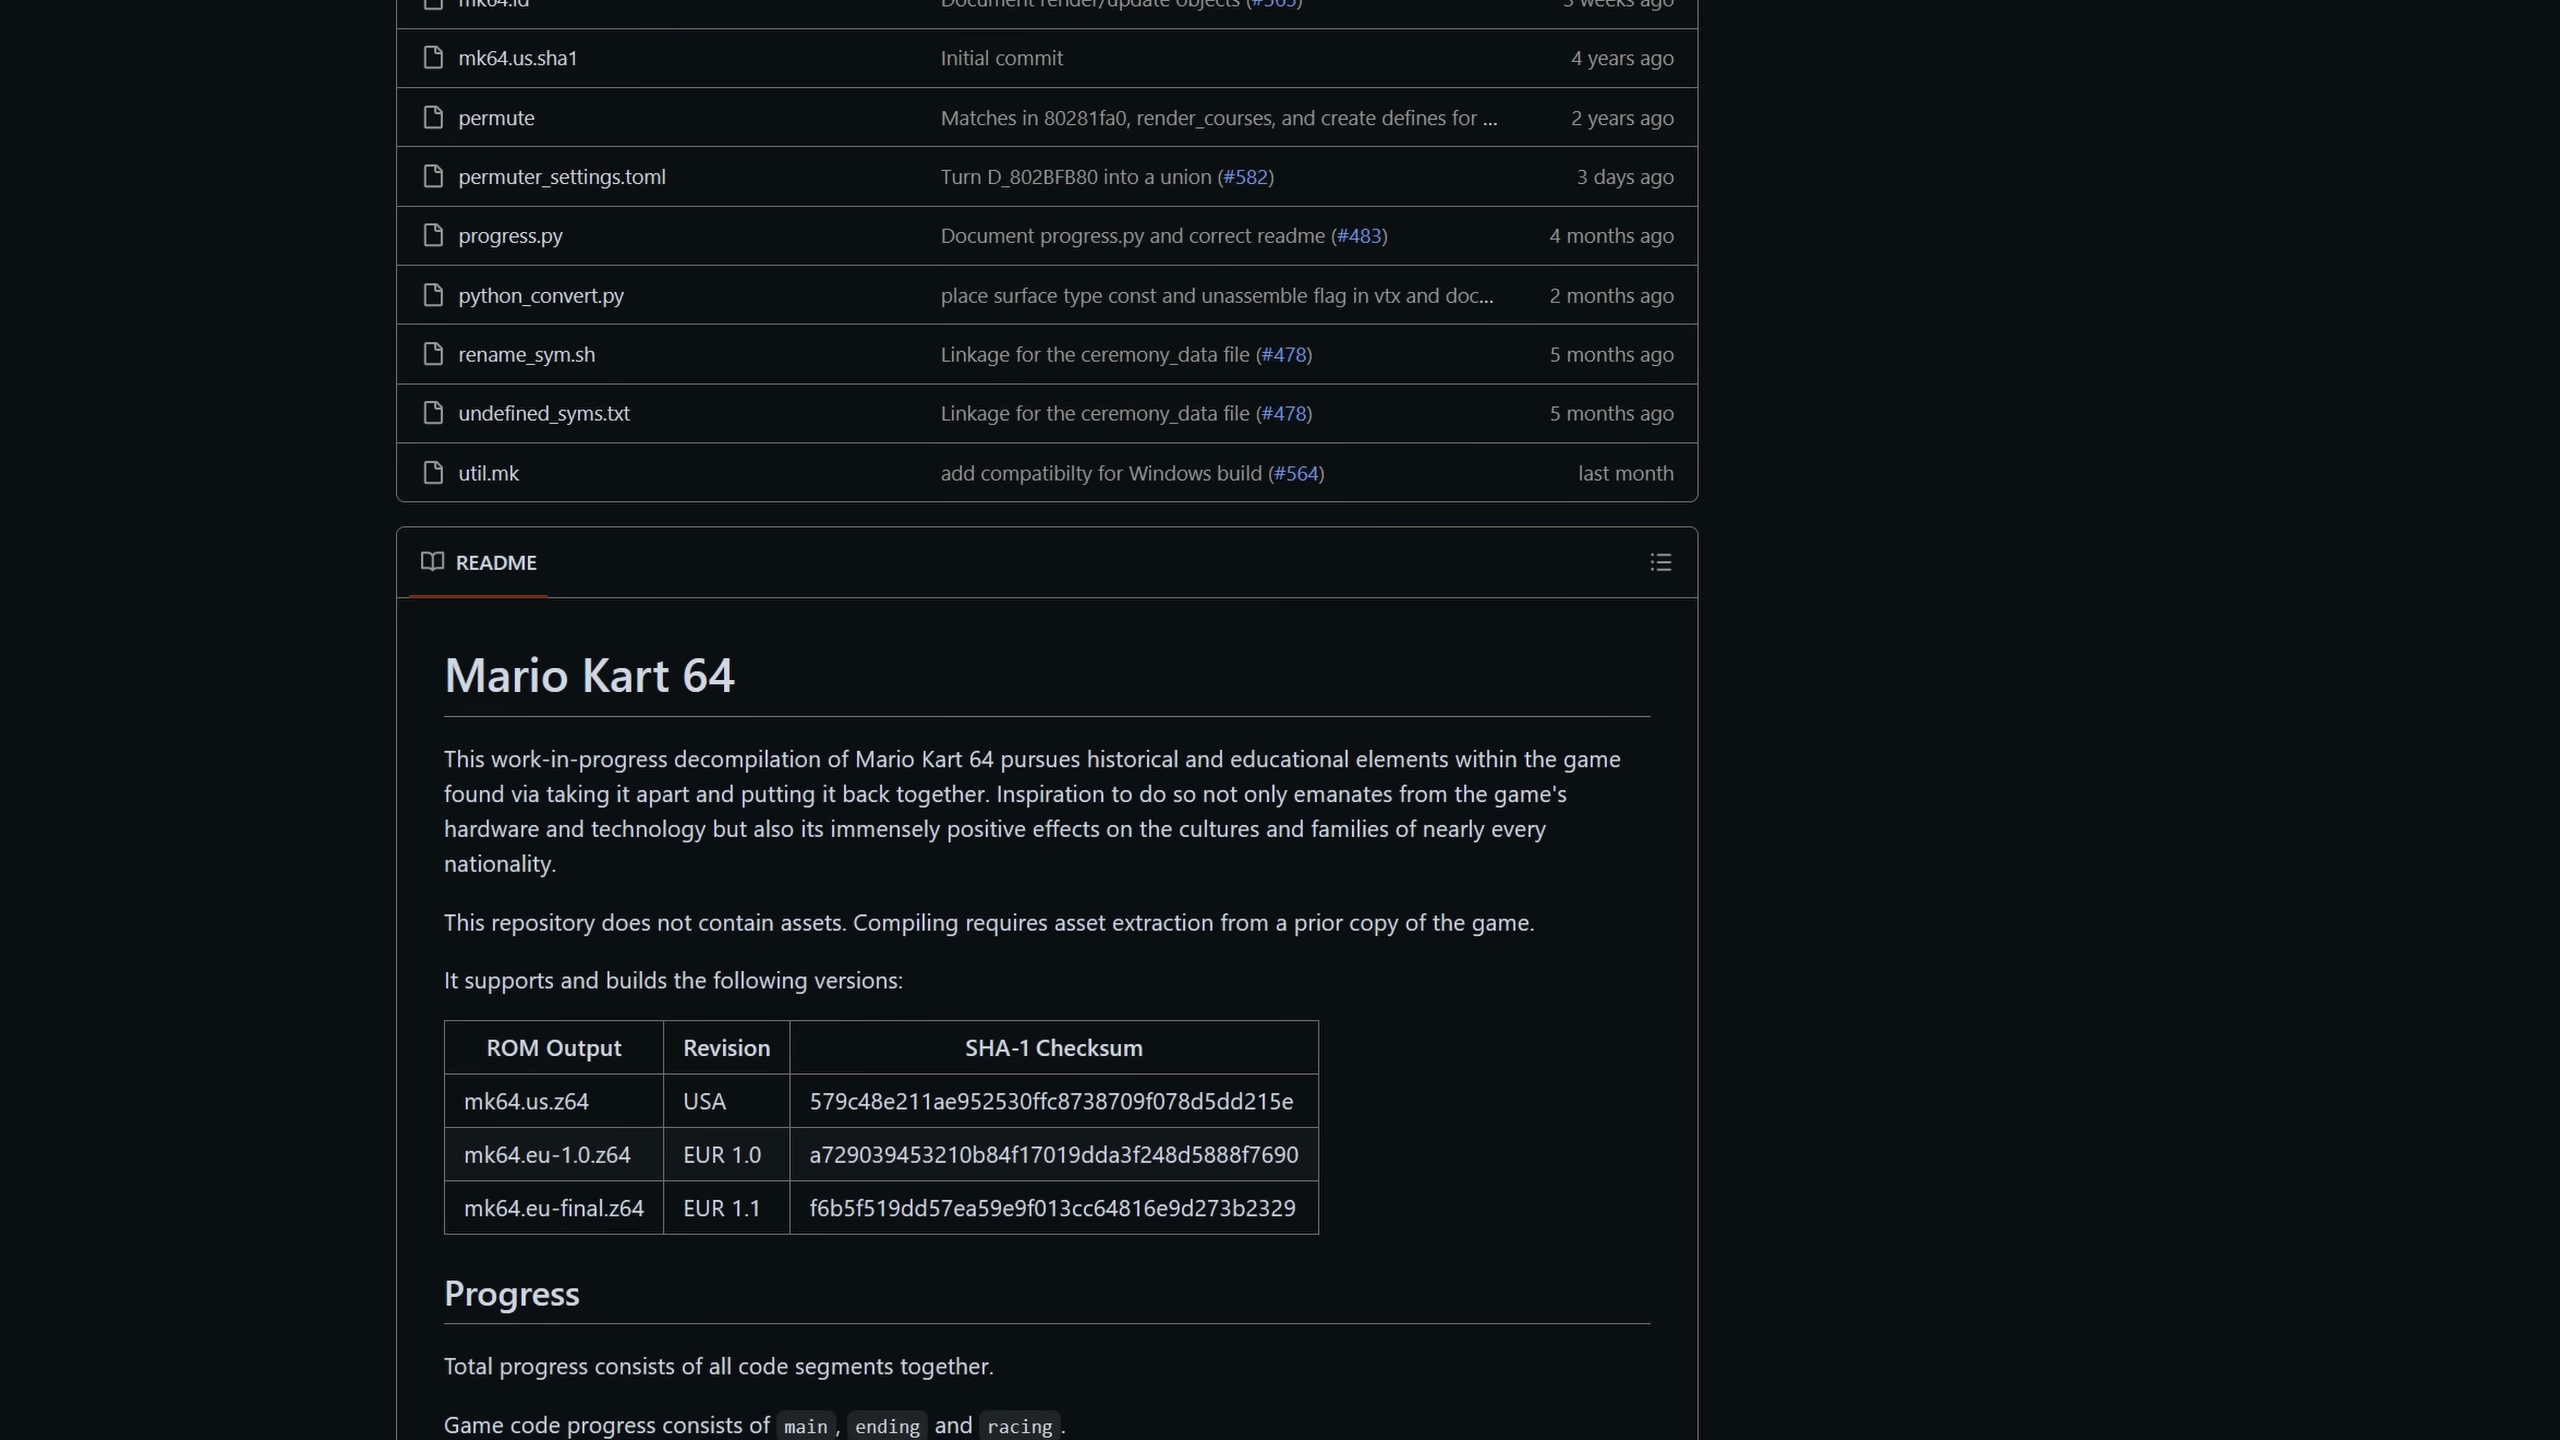 mk64.ld Document render/update objects (#565) 3 weeks ago
mk64.us.sha1 Initial commit 4 years ago
permute Matches in 80281fa0, render_courses, and create defines for ... 2 years ago
permuter_settings.toml Turn D_802BFB80 into a union (#582) 3 days ago
progress.py Document progress.py and correct readme (#483) 4 months ago
python_convert.py place surface type const and unassemble flag in vtx and doc... 2 months ago
rename_sym.sh Linkage for the ceremony_data file (#478) 5 months ago
undefined_syms.txt Linkage for the ceremony_data file (#478) 5 months ago
util.mk add compatibilty for Windows build (#564) last month
README
Mario Kart 64
This work-in-progress decompilation of Mario Kart 64 pursues historical and educational elements within the game
found via taking it apart and putting it back together. Inspiration to do so not only emanates from the game's
hardware and technology but also its immensely positive effects on the cultures and families of nearly every
nationality.
This repository does not contain assets. Compiling requires asset extraction from a prior copy of the game.
It supports and builds the following versions:
ROM Output Revision SHA-1 Checksum
mk64.us.z64 USA 579c48e211ae952530ffc8738709f078d5dd215e
mk64.eu-1.0.z64 EUR 1.0 a729039453210b84f17019dda3f248d5888f7690
mk64.eu-final.z64 EUR 1.1 f6b5f519dd57ea59e9f013cc64816e9d273b2329
Progress
Total progress consists of all code segments together.
Game code progress consists of main, ending and racing.